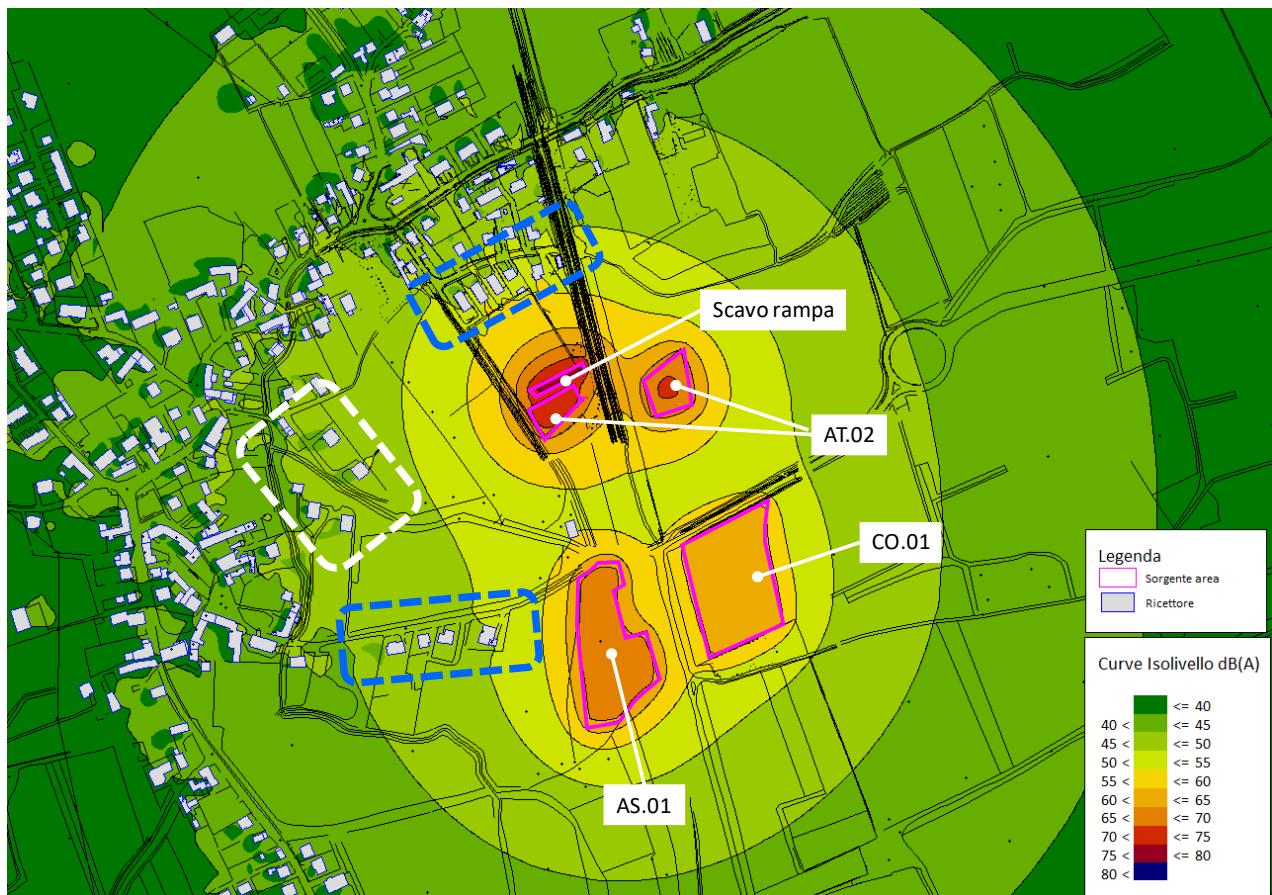 Scavo rampa
AT.02
CO.01
AS.01
Legenda
Sorgente area
Ricettore
Curve Isolivello dB(A)
<= 40
40 < <= 45
45 < <= 50
50 < <= 55
55 < <= 60
60 < <= 65
65 < <= 70
70 < <= 75
75 < <= 80
80 <